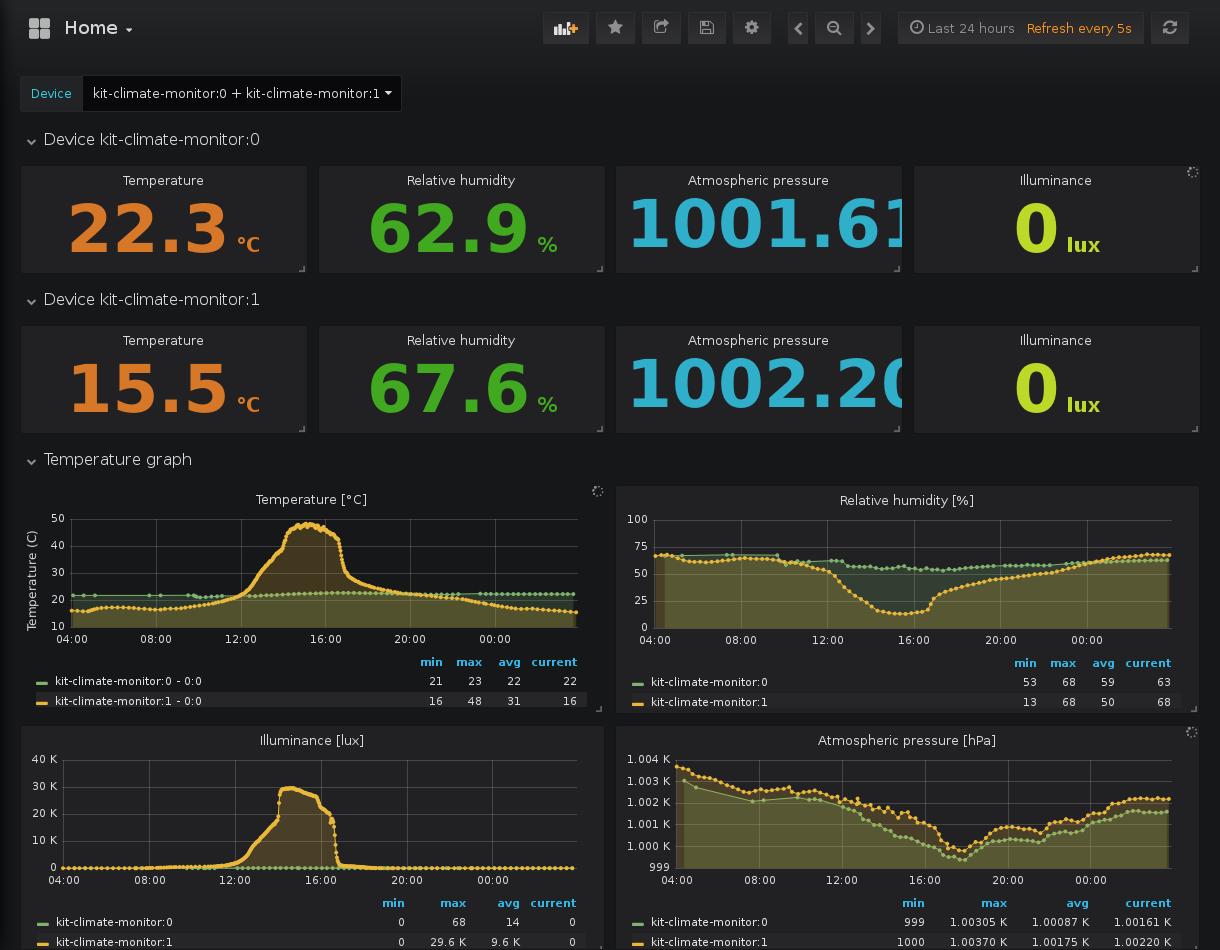 Home
Last 24 hours Refresh every 5s
Device kit-climate-monitor:0 + kit-climate-monitor:1
Device kit-climate-monitor:0
Temperature Relative humidity Atmospheric pressure Illuminance
22.3 °C 62.9 % 1001.61 0 lux
Device kit-climate-monitor:1
Temperature Relative humidity Atmospheric pressure Illuminance
15.5 °C 67.6 % 1002.20 0 lux
Temperature graph
Temperature [°C]
Temperature (C)
50
40
30
20
10
04:00 08:00 12:00 16:00 20:00 00:00
min max avg current
kit-climate-monitor:0 - 0:0 21 23 22 22
kit-climate-monitor:1 - 0:0 16 48 31 16
Relative humidity [%]
100
75
50
25
0
04:00 08:00 12:00 16:00 20:00 00:00
min max avg current
kit-climate-monitor:0 53 68 59 63
kit-climate-monitor:1 13 68 50 68
Illuminance [lux]
40 K
30 K
20 K
10 K
0
04:00 08:00 12:00 16:00 20:00 00:00
min max avg current
kit-climate-monitor:0 0 68 14 0
kit-climate-monitor:1 0 29.6 K 9.6 K 0
Atmospheric pressure [hPa]
1.004 K
1.003 K
1.002 K
1.001 K
1.000 K
999
04:00 08:00 12:00 16:00 20:00 00:00
min max avg current
kit-climate-monitor:0 999 1.00305 K 1.00087 K 1.00161 K
kit-climate-monitor:1 1000 1.00370 K 1.00175 K 1.00220 K